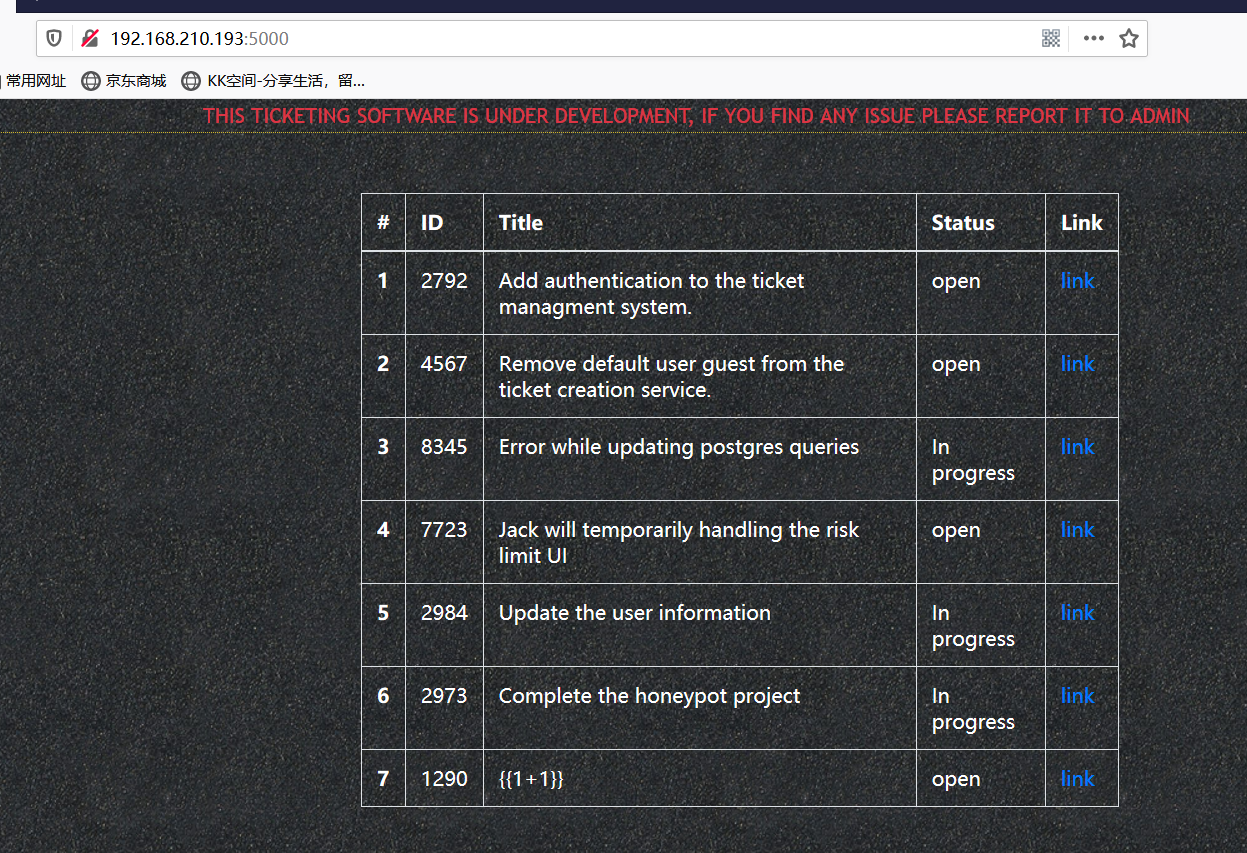 192.168.210.193:5000
常用网址 京东商城 KK空间-分享生活，留...
THIS TICKETING SOFTWARE IS UNDER DEVELOPMENT, IF YOU FIND ANY ISSUE PLEASE REPORT IT TO ADMIN
# ID Title Status Link
1 2792 Add authentication to the ticket open link
managment system.
2 4567 Remove default user guest from the open link
ticket creation service.
3 8345 Error while updating postgres queries In link
progress
4 7723 Jack will temporarily handling the risk open link
limit UI
5 2984 Update the user information In link
progress
6 2973 Complete the honeypot project In link
progress
7 1290 {{1+1}} open link